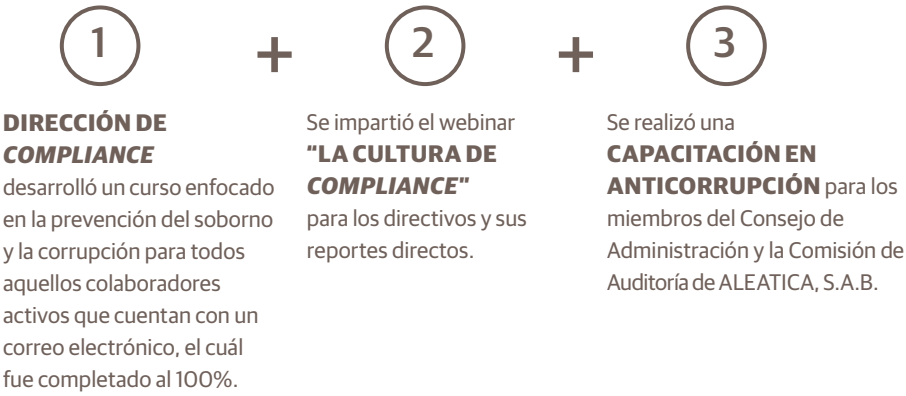 1
DIRECCIÓN DE
COMPLIANCE
desarrolló un curso enfocado
en la prevención del soborno
y la corrupción para todos
aquellos colaboradores
activos que cuentan con un
correo electrónico, el cuál
fue completado al 100%.
+
2
Se impartió el webinar
“LA CULTURA DE
COMPLIANCE"
para los directivos y sus
reportes directos.
+
3
Se realizó una
CAPACITACIÓN EN
ANTICORRUPCIÓN para los
miembros del Consejo de
Administración y la Comisión de
Auditoría de ALEATICA, S.A.B.